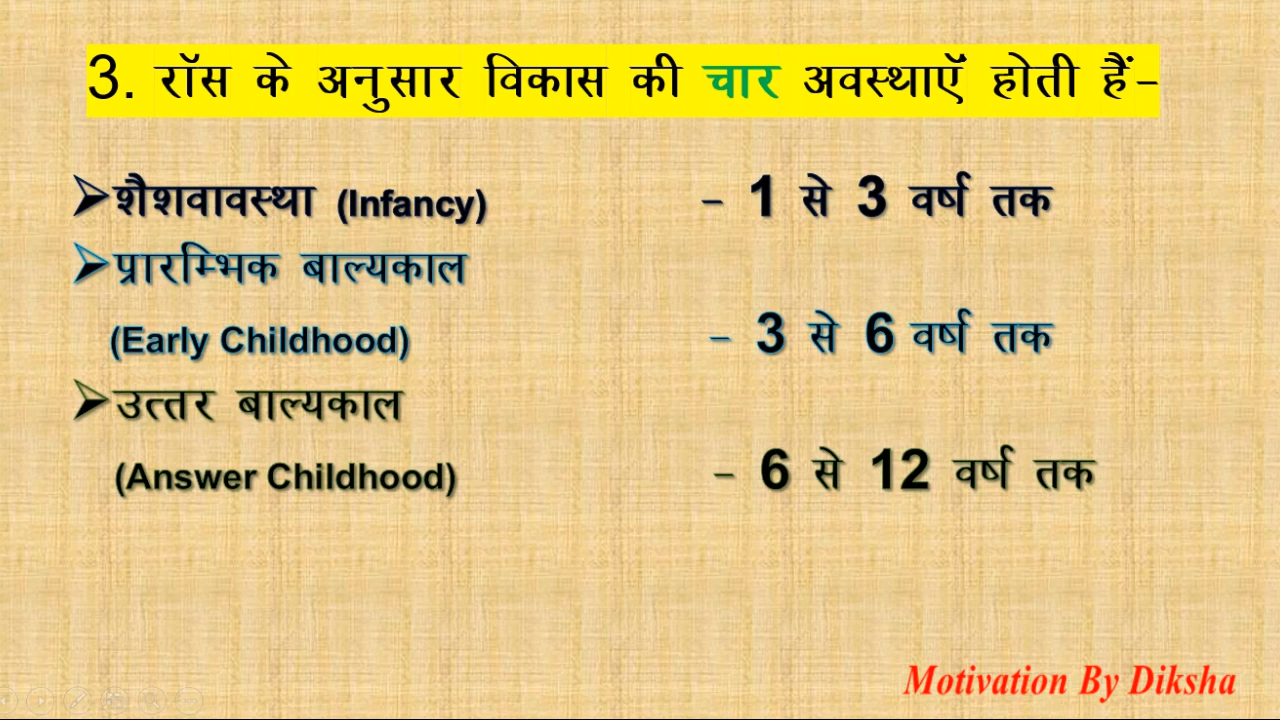 3. रॉस के अनुसार विकास की चार अवस्थाएँ होती हैं-
शैशवावस्था (Infancy) - 1 से 3 वर्ष तक
प्रारम्भिक बाल्यकाल
(Early Childhood) - 3 से 6 वर्ष तक
उत्तर बाल्यकाल
(Answer Childhood) - 6 से 12 वर्ष तक
Motivation By Diksha